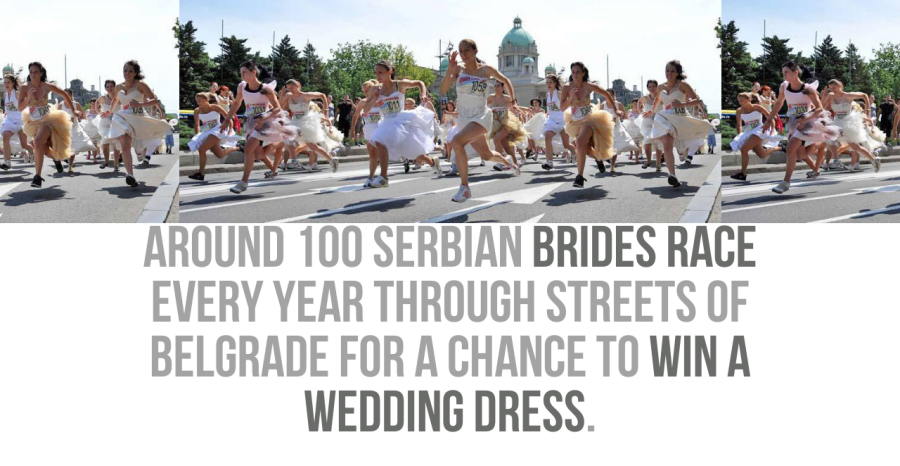 AROUND 100 SERBIAN BRIDES RACE
EVERY YEAR THROUGH STREETS OF
BELGRADE FOR A CHANCE TO WIN A
WEDDING DRESS.